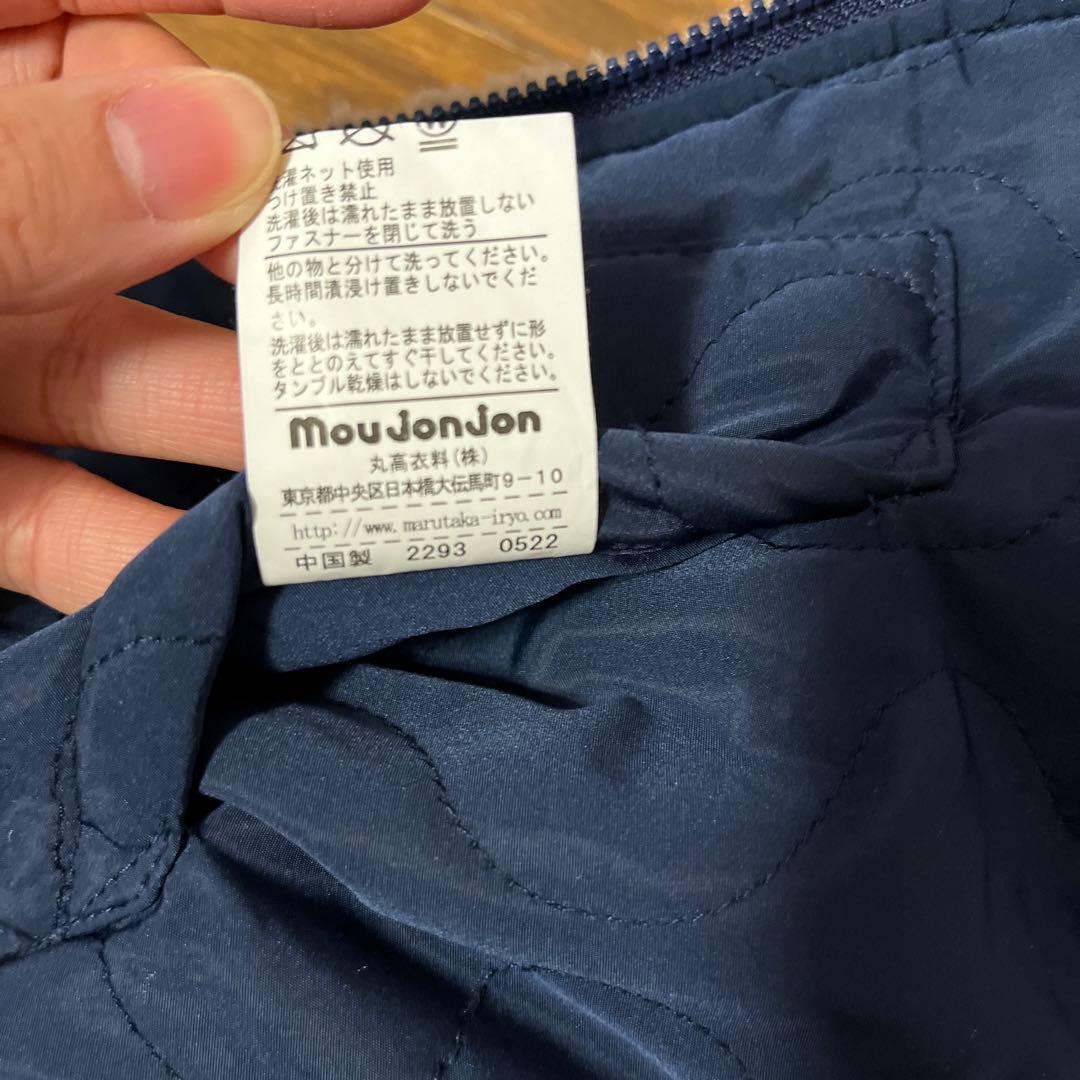 濯ネット使用
つけ置き禁止
洗濯後は濡れたまま放置しない
ファスナーを閉じて洗う
他の物と分けて洗ってください。
長時間漬浸け置きしないでくだ
さい。
洗濯後は濡れたまま放置せずに形
をととのえてすぐ干してください。
タンブル乾燥はしないでください。
moujonjon
丸高衣料(株)
東京都中央区日本橋大伝馬町9-10
http://www.marutaka-iryo.com
中国製 2293 0522